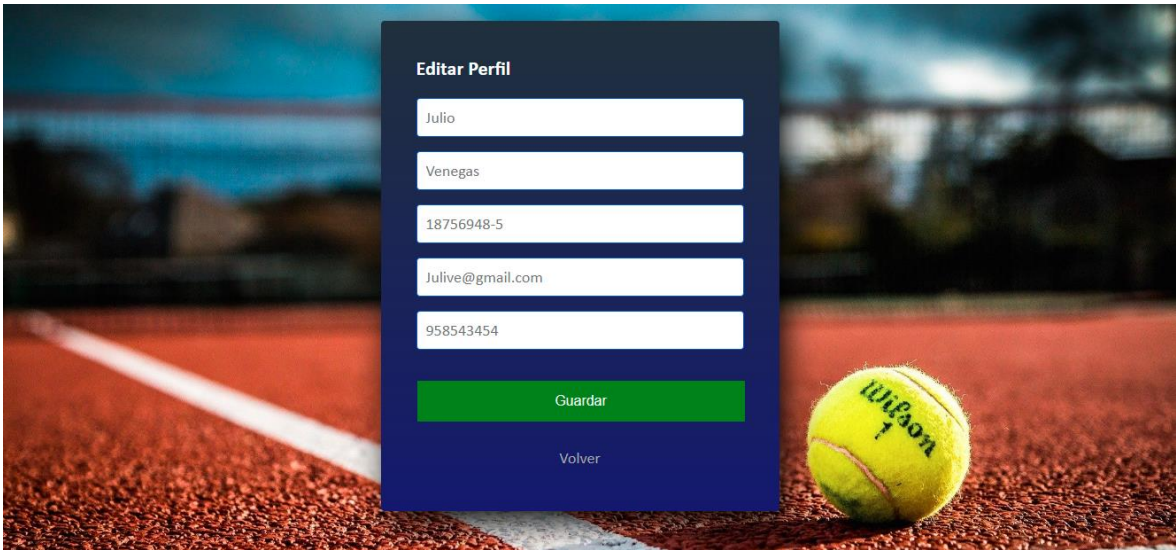 Editar Perfil
Julio
Venegas
18756948-5
Julive@gmail.com
958543454
Guardar
Volver
Wilson
1